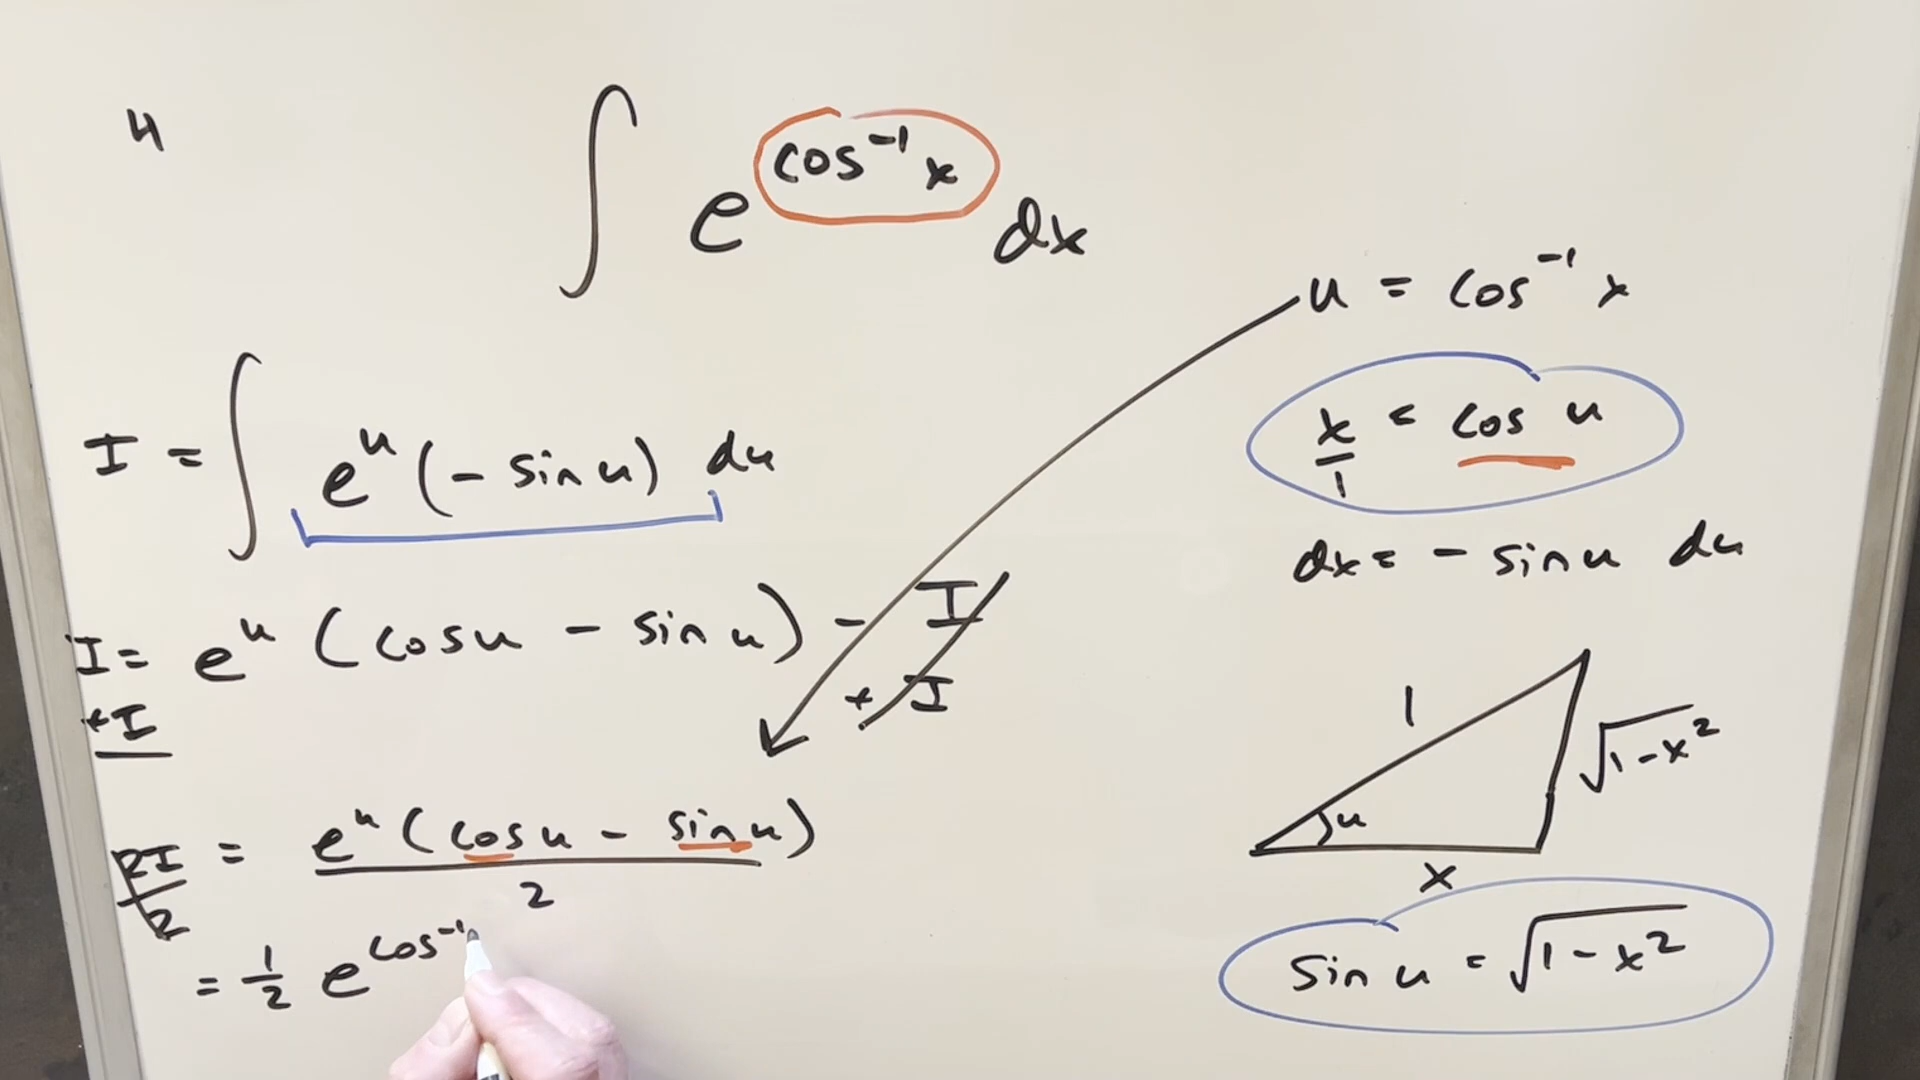 4
∫ e^(cos⁻¹ x) dx
u = cos⁻¹ x
x/1 = cos u
dx = - sin u du
I = ∫ e^u (- sin u) du
I = e^u (cos u - sin u) - I
+I + I
2I/2 = e^u (cos u - sin u)/2
= 1/2 e^(cos⁻¹
1
√(1-x²)
u
x
sin u = √(1-x²)